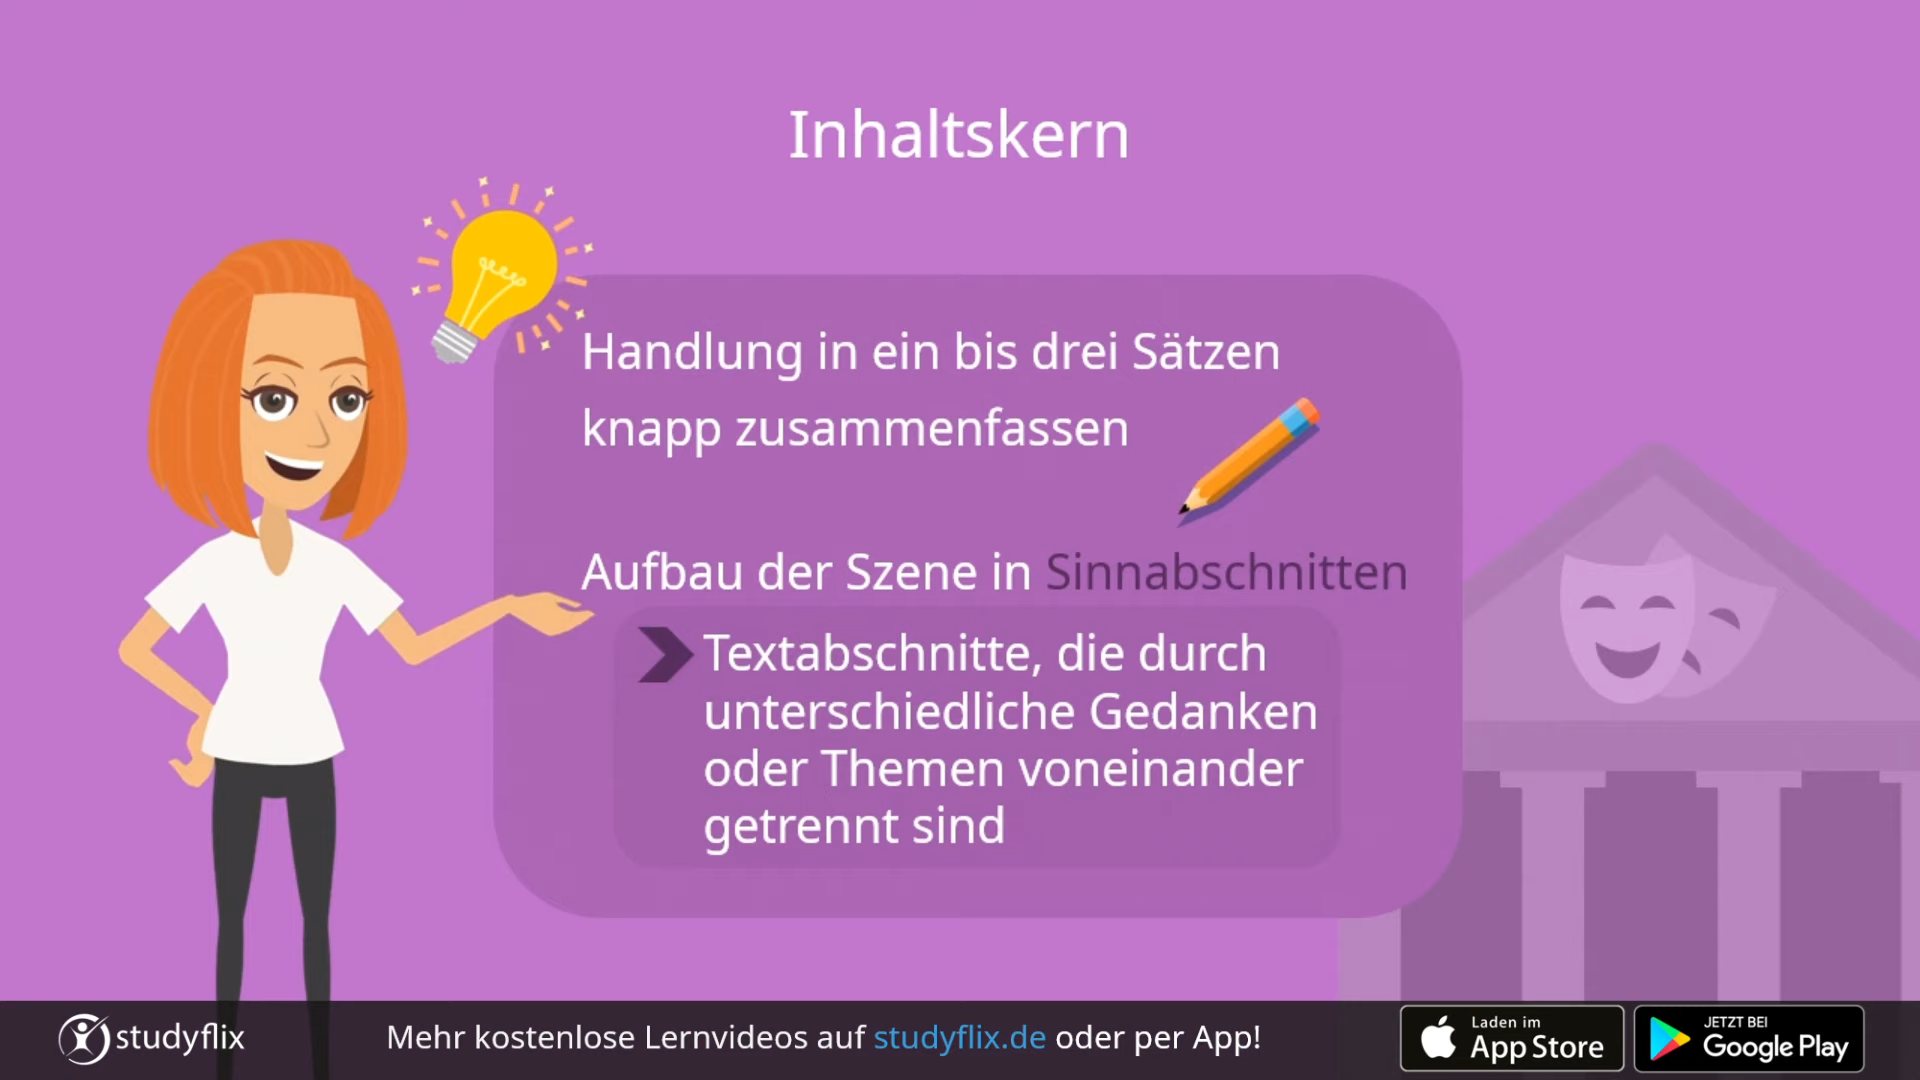 Inhaltskern
Handlung in ein bis drei Sätzen
knapp zusammenfassen
Aufbau der Szene in Sinnabschnitten
Textabschnitte, die durch
unterschiedliche Gedanken
oder Themen voneinander
getrennt sind
studyflix
Mehr kostenlose Lernvideos auf studyflix.de oder per App!
Laden im
App Store
JETZT BEI
Google Play